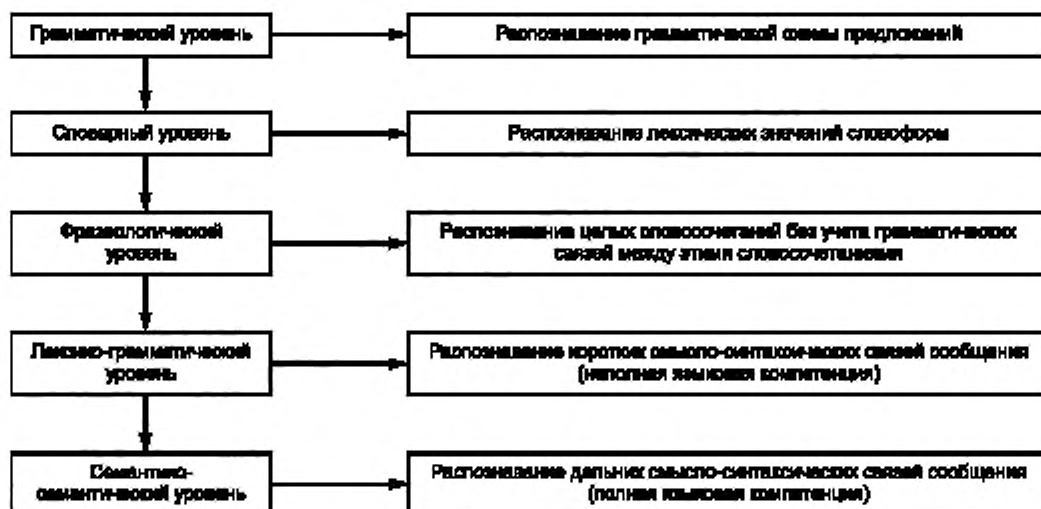 Грамматический уровень
Распознавание грамматической схемы предложений
Словарный уровень
Распознавание лексических значений словоформ
Фразеологический
уровень
Распознавание целых словосочетаний без учета грамматических
связей между этими словосочетаниями
Лексико-грамматический
уровень
Распознавание коротких смысло-синтаксических связей сообщения
(неполная языковая компетенция)
уровень
Распознавание дальних смысло-синтаксических связей сообщения
(полная языковая компетенция)